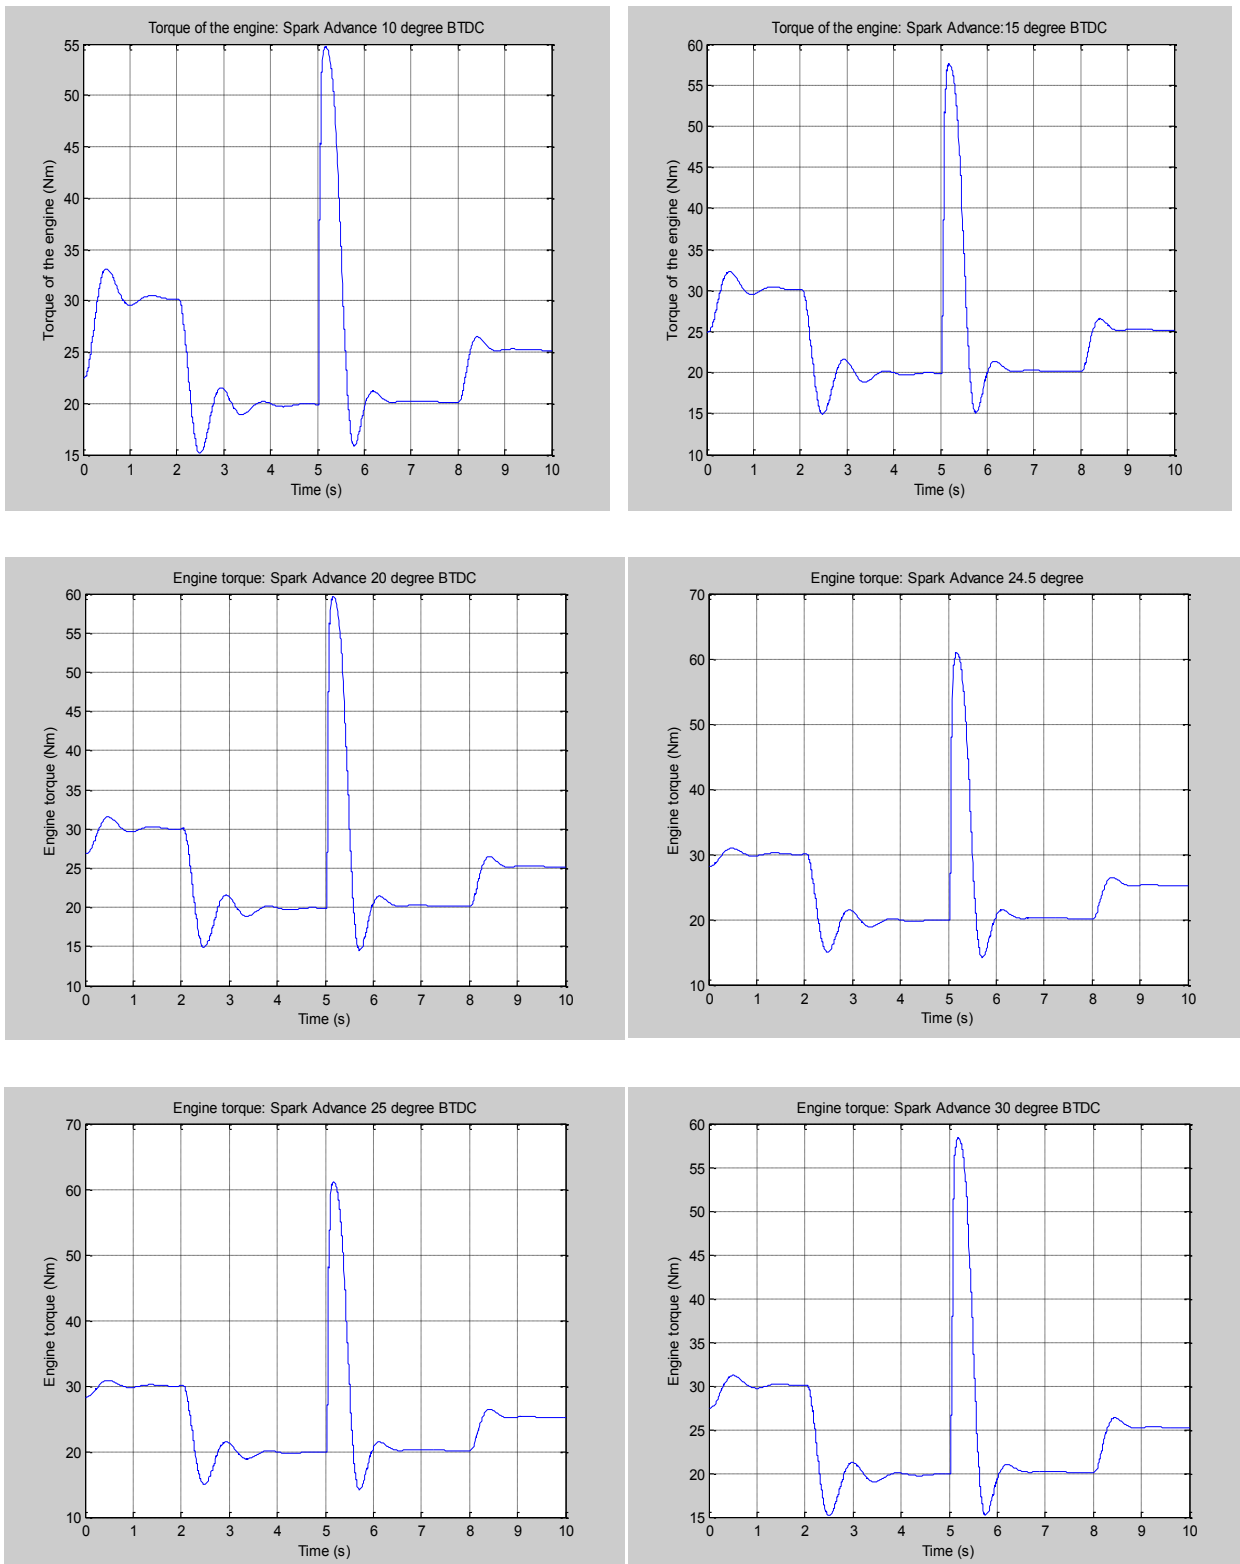 Torque of the engine: Spark Advance 10 degree BTDC
55
50
45
40
35
30
25
20
15
Torque of the engine (Nm)
0 1 2 3 4 5 6 7 8 9 10
Time (s)
Torque of the engine: Spark Advance:15 degree BTDC
60
55
50
45
40
35
30
25
20
15
10
Torque of the engine (Nm)
0 1 2 3 4 5 6 7 8 9 10
Time (s)
Engine torque: Spark Advance 20 degree BTDC
60
55
50
45
40
35
30
25
20
15
10
Engine torque (Nm)
0 1 2 3 4 5 6 7 8 9 10
Time (s)
Engine torque: Spark Advance 24.5 degree
70
60
50
40
30
20
10
Engine torque (Nm)
0 1 2 3 4 5 6 7 8 9 10
Time (s)
Engine torque: Spark Advance 25 degree BTDC
70
60
50
40
30
20
10
Engine torque (Nm)
0 1 2 3 4 5 6 7 8 9 10
Time (s)
Engine torque: Spark Advance 30 degree BTDC
60
55
50
45
40
35
30
25
20
15
Engine torque (Nm)
0 1 2 3 4 5 6 7 8 9 10
Time (s)